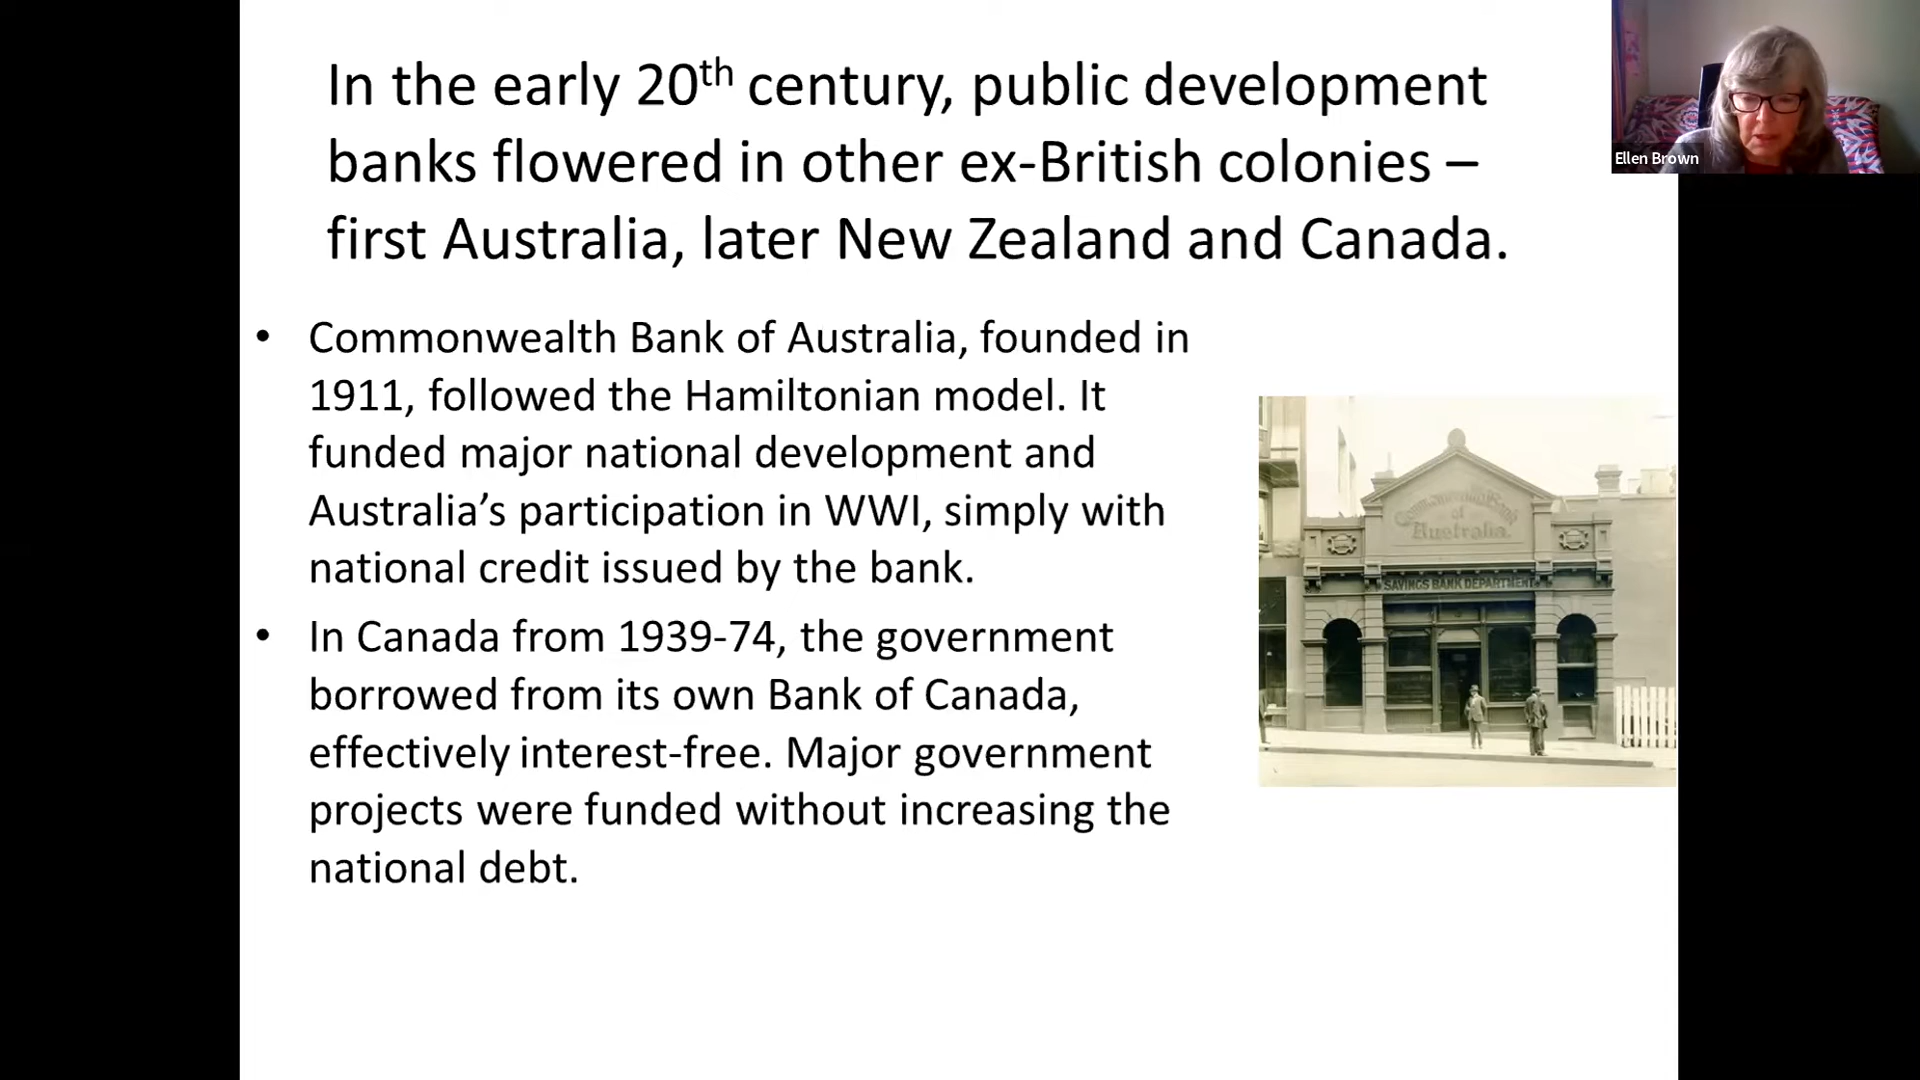 In the early 20th century, public development
banks flowered in other ex-British colonies –
first Australia, later New Zealand and Canada.
Ellen Brown
• Commonwealth Bank of Australia, founded in
1911, followed the Hamiltonian model. It
funded major national development and
Australia’s participation in WWI, simply with
national credit issued by the bank.
• In Canada from 1939-74, the government
borrowed from its own Bank of Canada,
effectively interest-free. Major government
projects were funded without increasing the
national debt.
Commonwealth Bank
of
Australia.
SAVINGS BANK DEPARTMENT